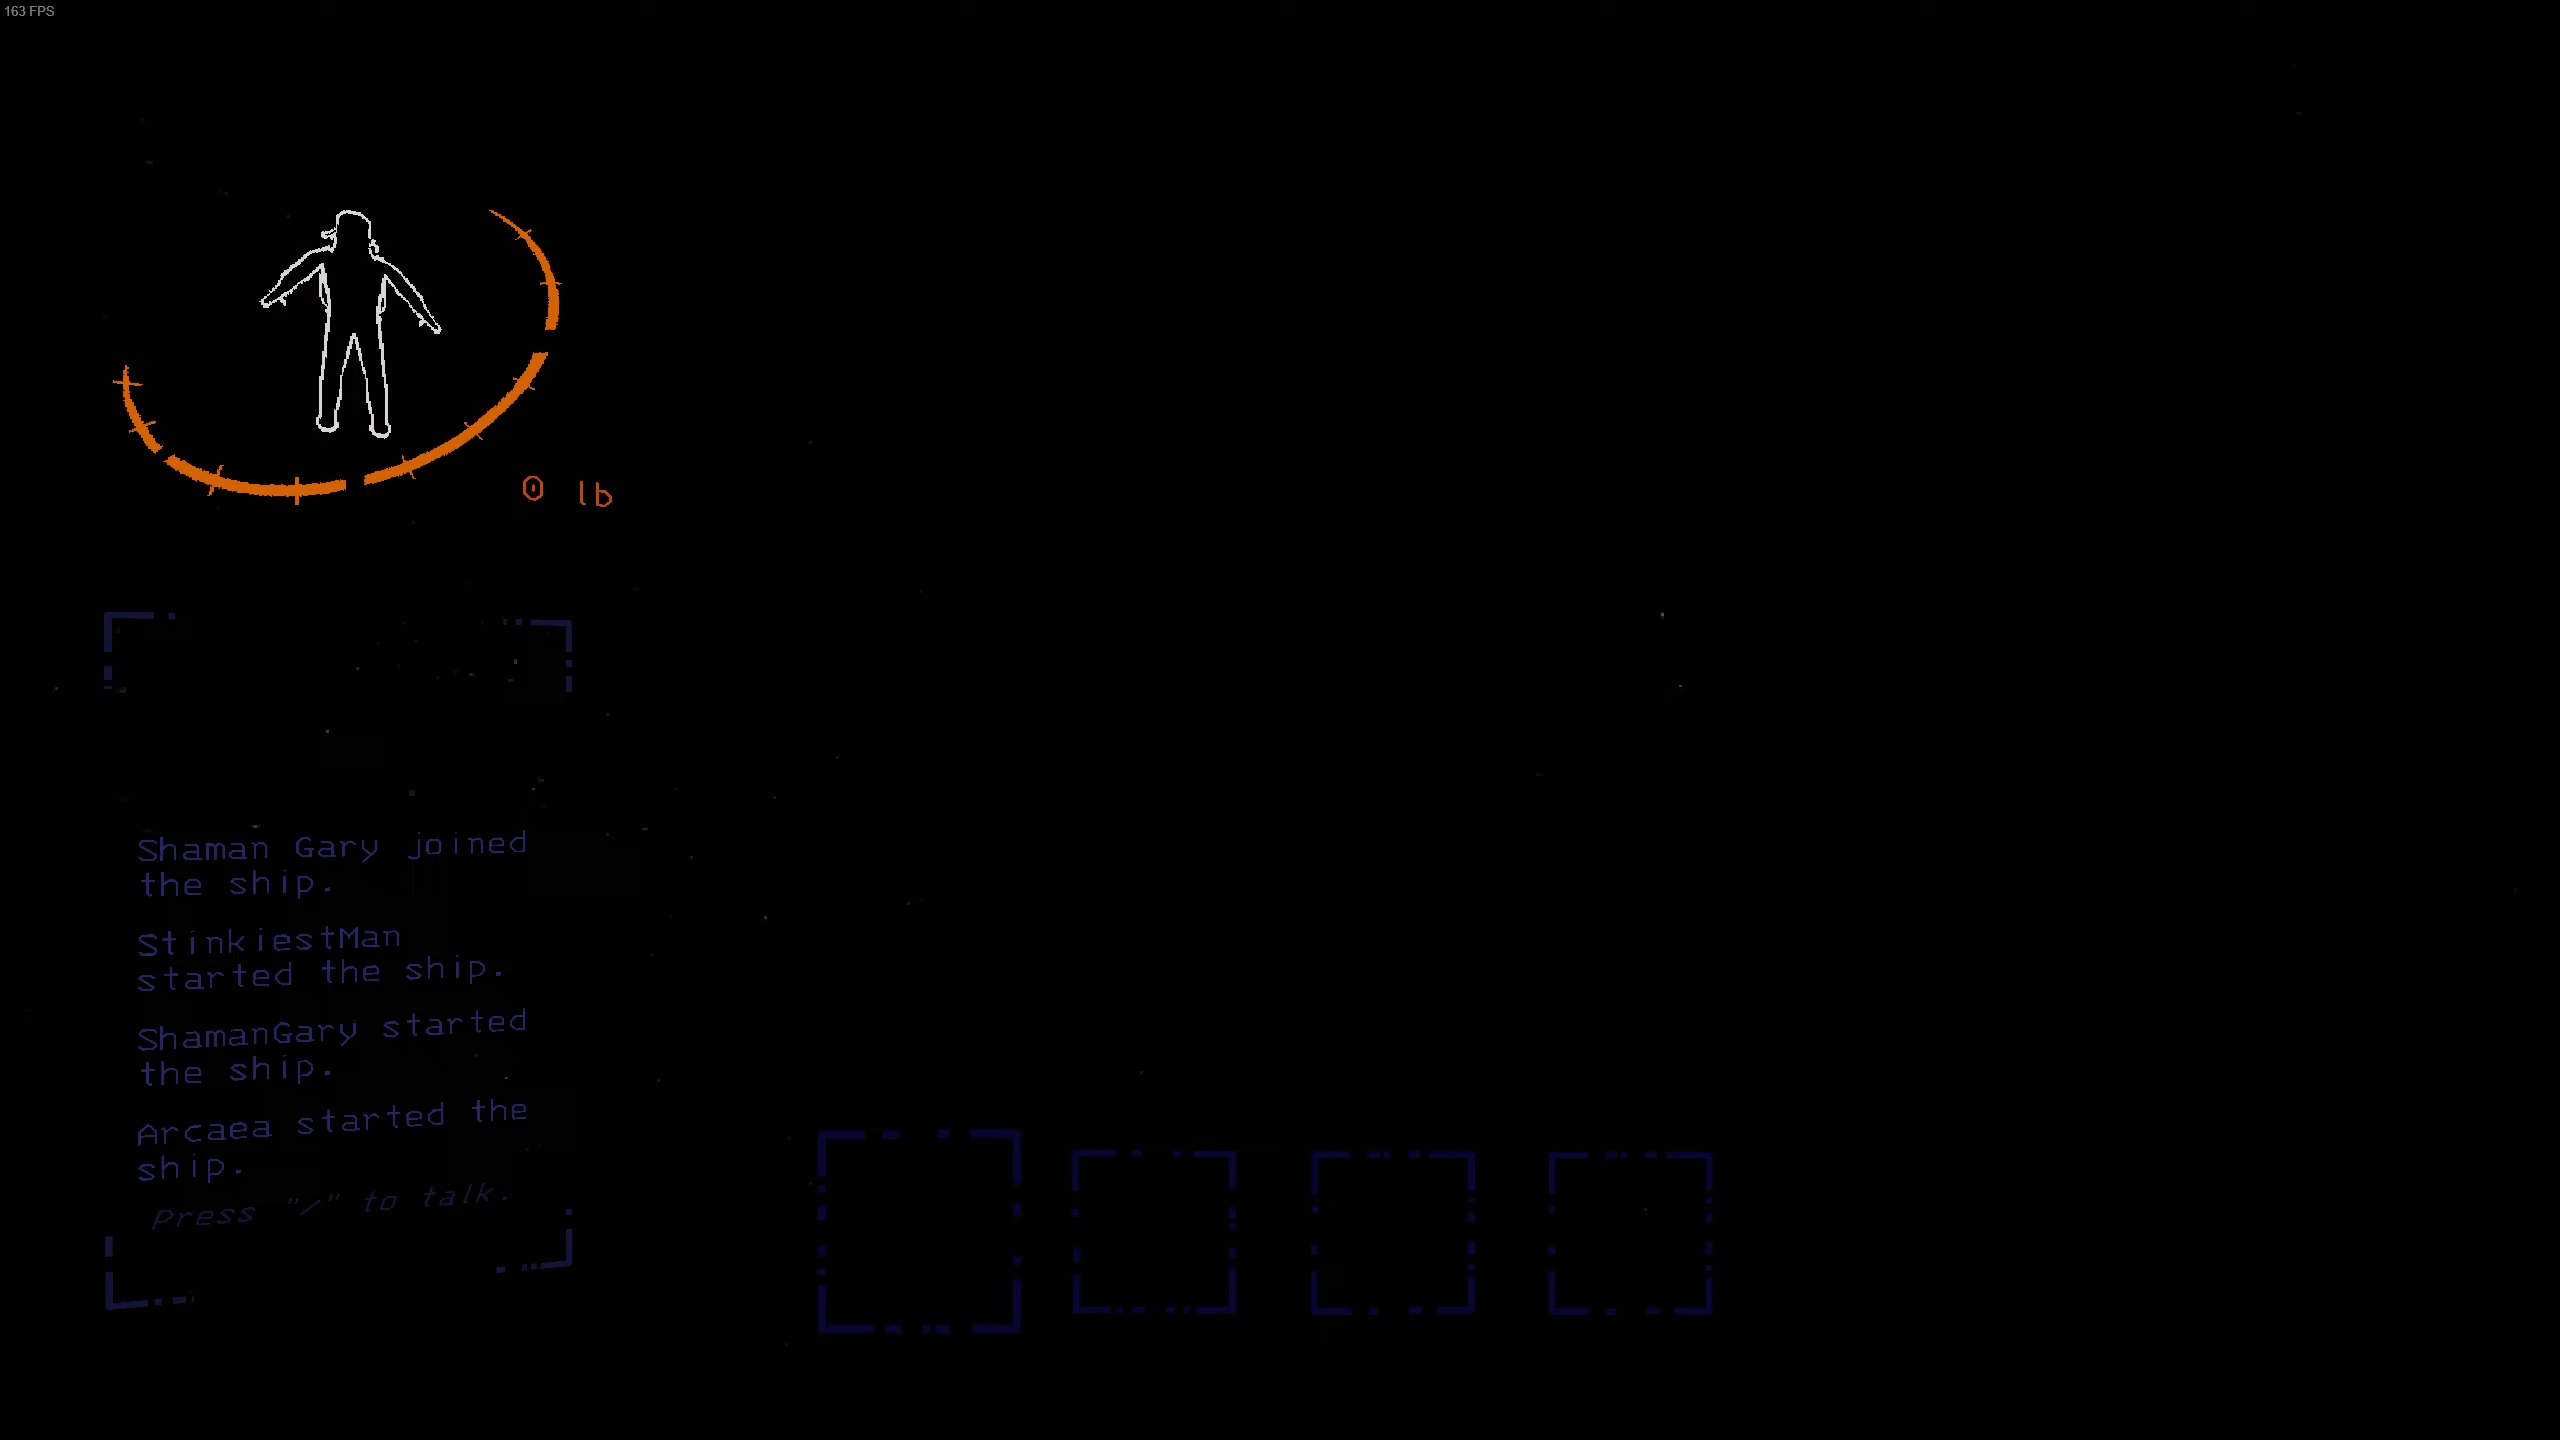 163 FPS
0 lb
Shaman Gary joined
the ship.
StinkiestMan
started the ship.
ShamanGary started
the ship.
Arcaea started the
ship.
Press "/" to talk.